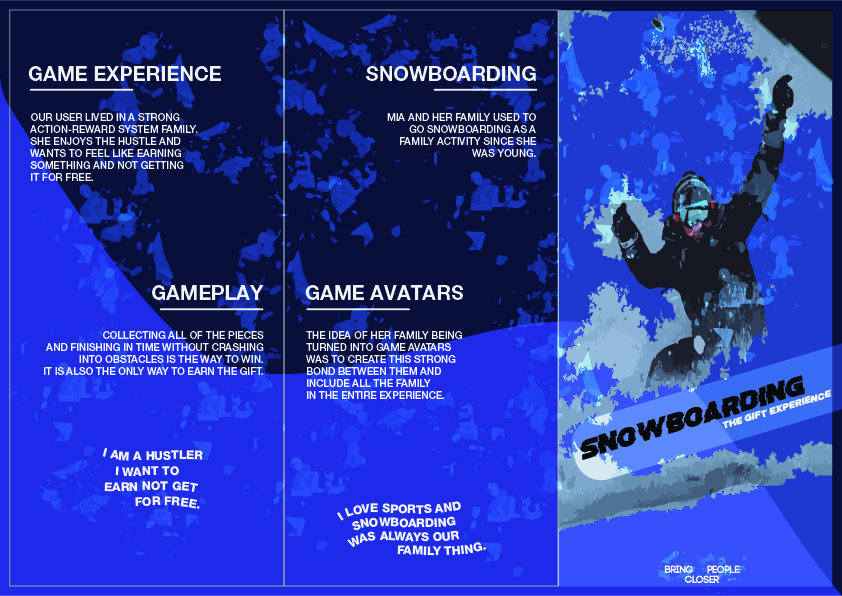 GAME EXPERIENCE
OUR USER LIVED IN A STRONG
ACTION-REWARD SYSTEM FAMILY.
SHE ENJOYS THE HUSTLE AND
WANTS TO FEEL LIKE EARNING
SOMETHING AND NOT GETTING
IT FOR FREE.
GAMEPLAY
COLLECTING ALL OF THE PIECES
AND FINISHING IN TIME WITHOUT CRASHING
INTO OBSTACLES IS THE WAY TO WIN.
IT IS ALSO THE ONLY WAY TO EARN THE GIFT.
I AM A HUSTLER
I WANT TO
EARN NOT GET
FOR FREE.
SNOWBOARDING
MIA AND HER FAMILY USED TO
GO SNOWBOARDING AS A
FAMILY ACTIVITY SINCE SHE
WAS YOUNG.
GAME AVATARS
THE IDEA OF HER FAMILY BEING
TURNED INTO GAME AVATARS
WAS TO CREATE THIS STRONG
BOND BETWEEN THEM AND
INCLUDE ALL THE FAMILY
IN THE ENTIRE EXPERIENCE.
I LOVE SPORTS AND
SNOWBOARDING
WAS ALWAYS OUR
FAMILY THING.
SNOWBOARDING
THE GIFT EXPERIENCE
BRING PEOPLE
CLOSER